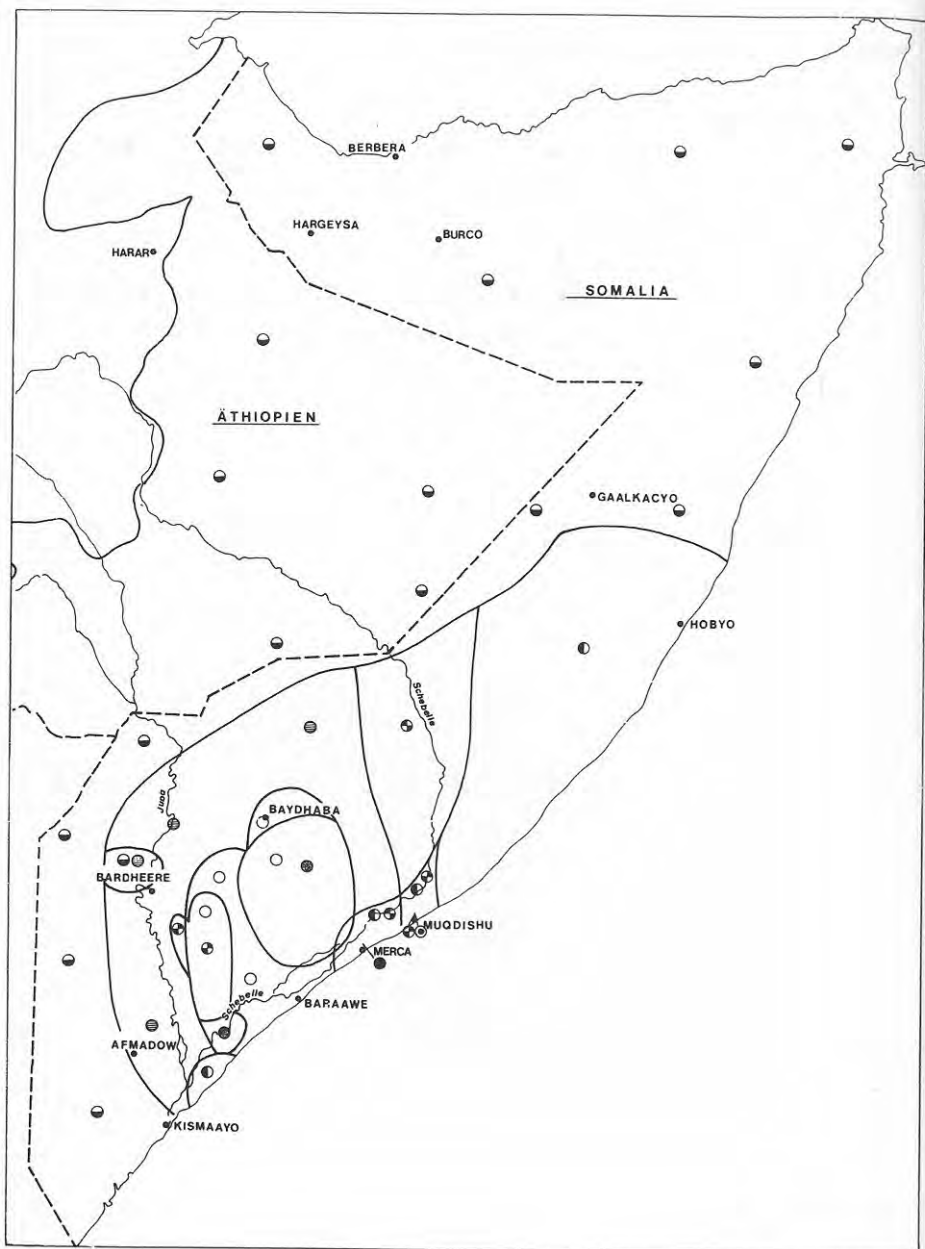 BERBERA
HARGEYSA
BURCO
HARAR
SOMALIA
ÄTHIOPIEN
GAALKACYO
HOBYO
Schebelle
Juba
BAYDHABA
BARDHEERE
MUQDISHU
MERCA
Schebelle
BARAAWE
AFMADOW
KISMAAYO